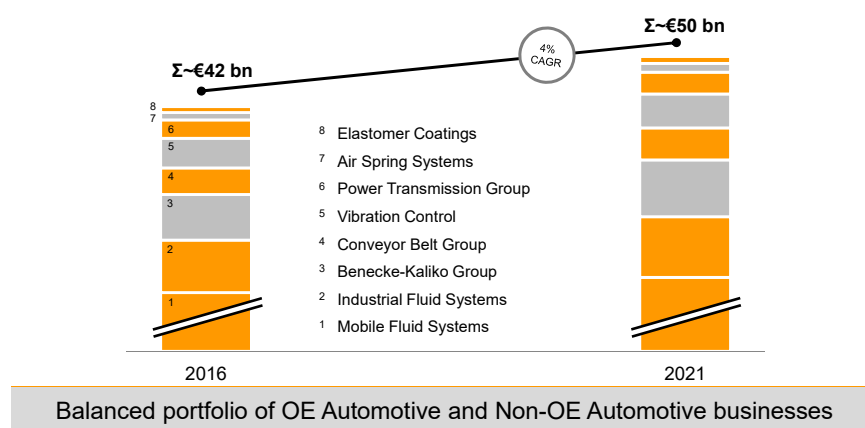 Σ~€50 bn
4%
CAGR
Σ~€42 bn
8
7
6
5
4
3
2
1
8 Elastomer Coatings
7 Air Spring Systems
6 Power Transmission Group
5 Vibration Control
4 Conveyor Belt Group
3 Benecke-Kaliko Group
2 Industrial Fluid Systems
1 Mobile Fluid Systems
2016
2021
Balanced portfolio of OE Automotive and Non-OE Automotive businesses